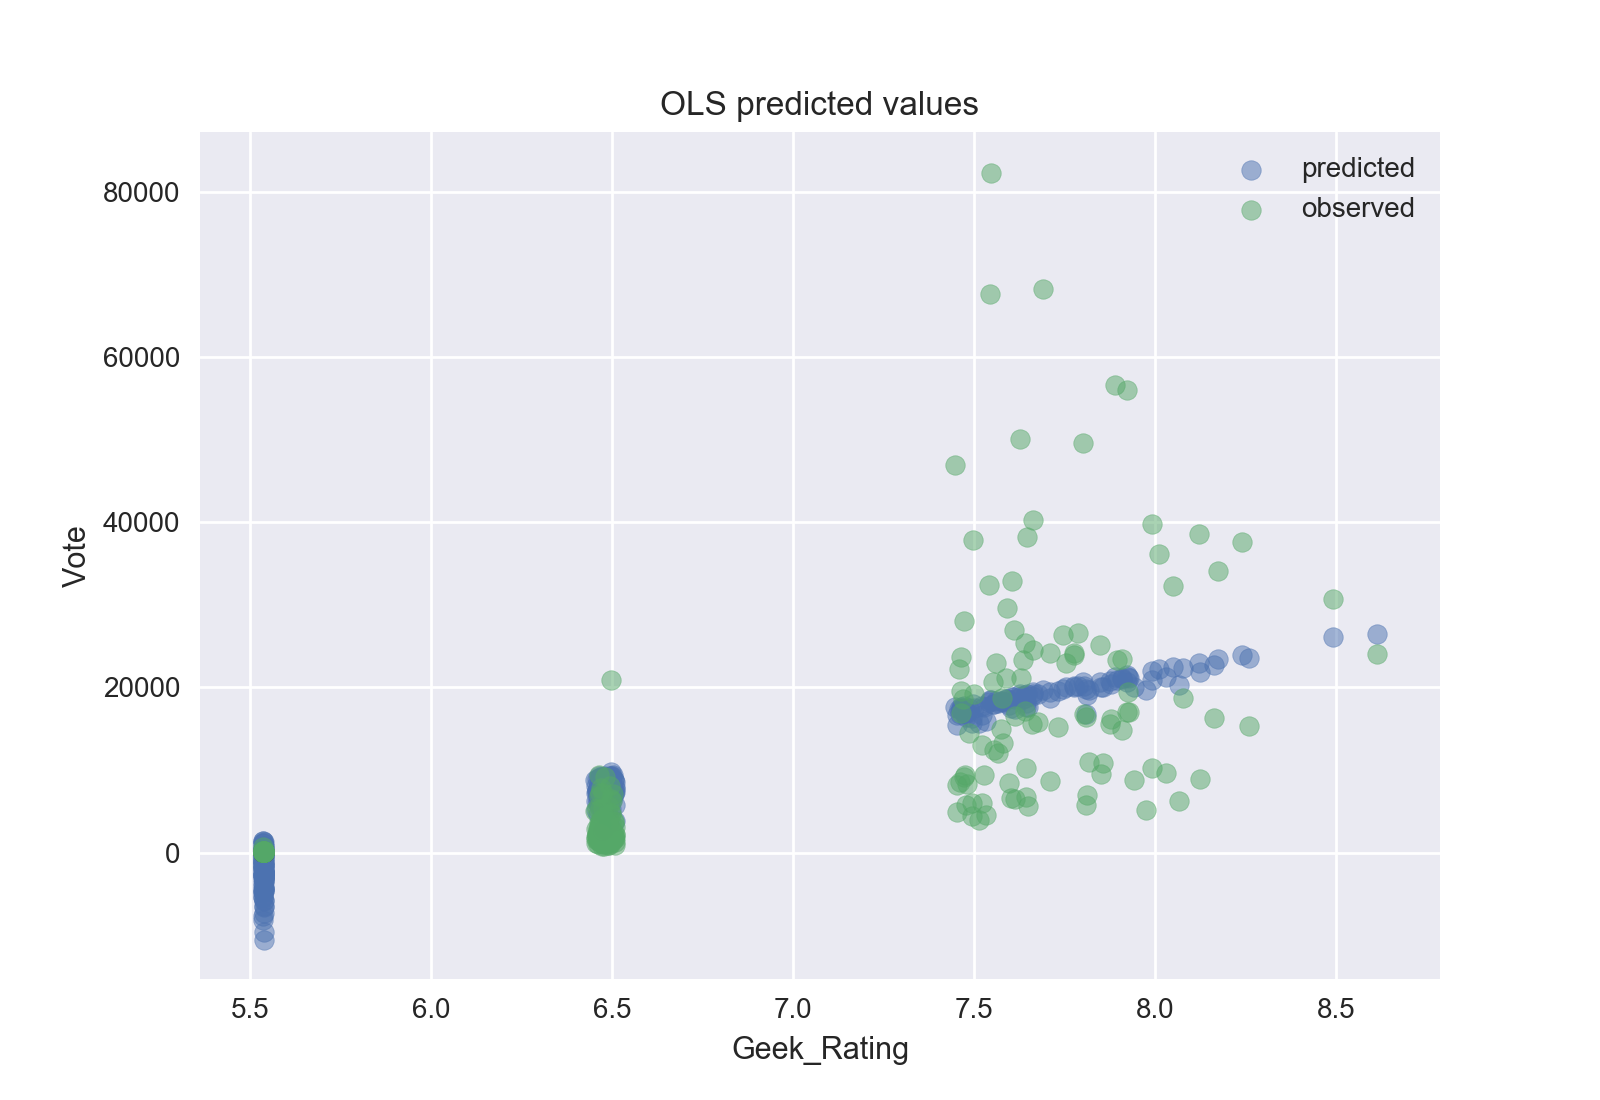 OLS predicted values
predicted
observed
80000
60000
40000
20000
0
Vote
5.5 6.0 6.5 7.0 7.5 8.0 8.5
Geek_Rating